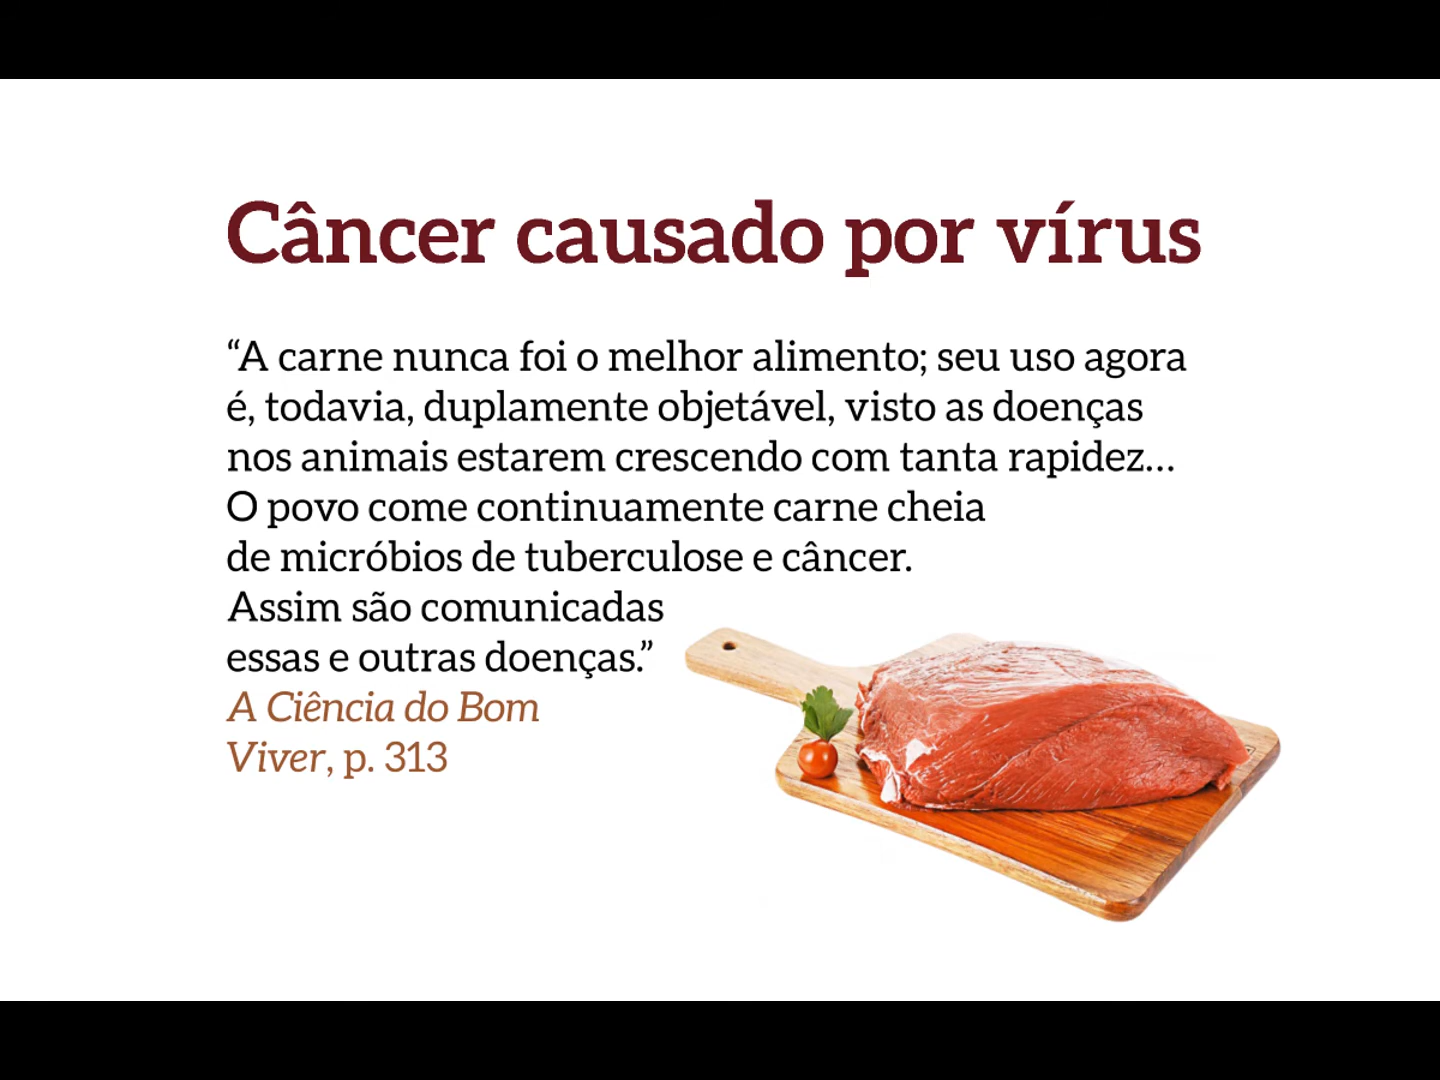 Câncer causado por vírus
“A carne nunca foi o melhor alimento; seu uso agora
é, todavia, duplamente objetável, visto as doenças
nos animais estarem crescendo com tanta rapidez...
O povo come continuamente carne cheia
de micróbios de tuberculose e câncer.
Assim são comunicadas
essas e outras doenças.”
A Ciência do Bom
Viver, p. 313